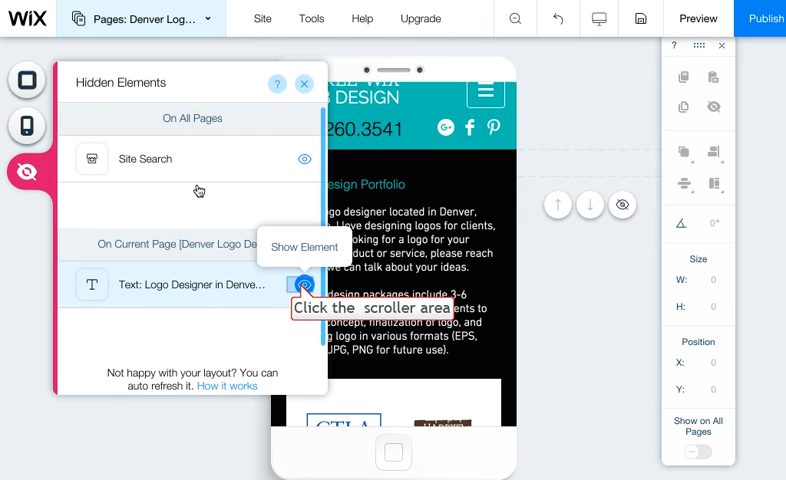 WiX
Pages: Denver Log...
Site
Tools
Help
Upgrade
Preview
Publish
Hidden Elements
?
On All Pages
Site Search
On Current Page [Denver Logo De
Show Element
Text: Logo Designer in Denve...
Click the scroller area
Not happy with your layout? You can
auto refresh it. How it works
B DESIGN
260.3541
G+
esign Portfolio
ogo designer located in Denver,
I love designing logos for clients,
ooking for a logo for your
oduct or service, please reach
we can talk about your ideas.
design packages include 3-6
ents to
concept, finalization of logo, and
g logo in various formats (EPS,
JPG, PNG for future use).
CTLA
?
0°
Size
W: 0
H: 0
Position
X: 0
Y: 0
Show on All
Pages